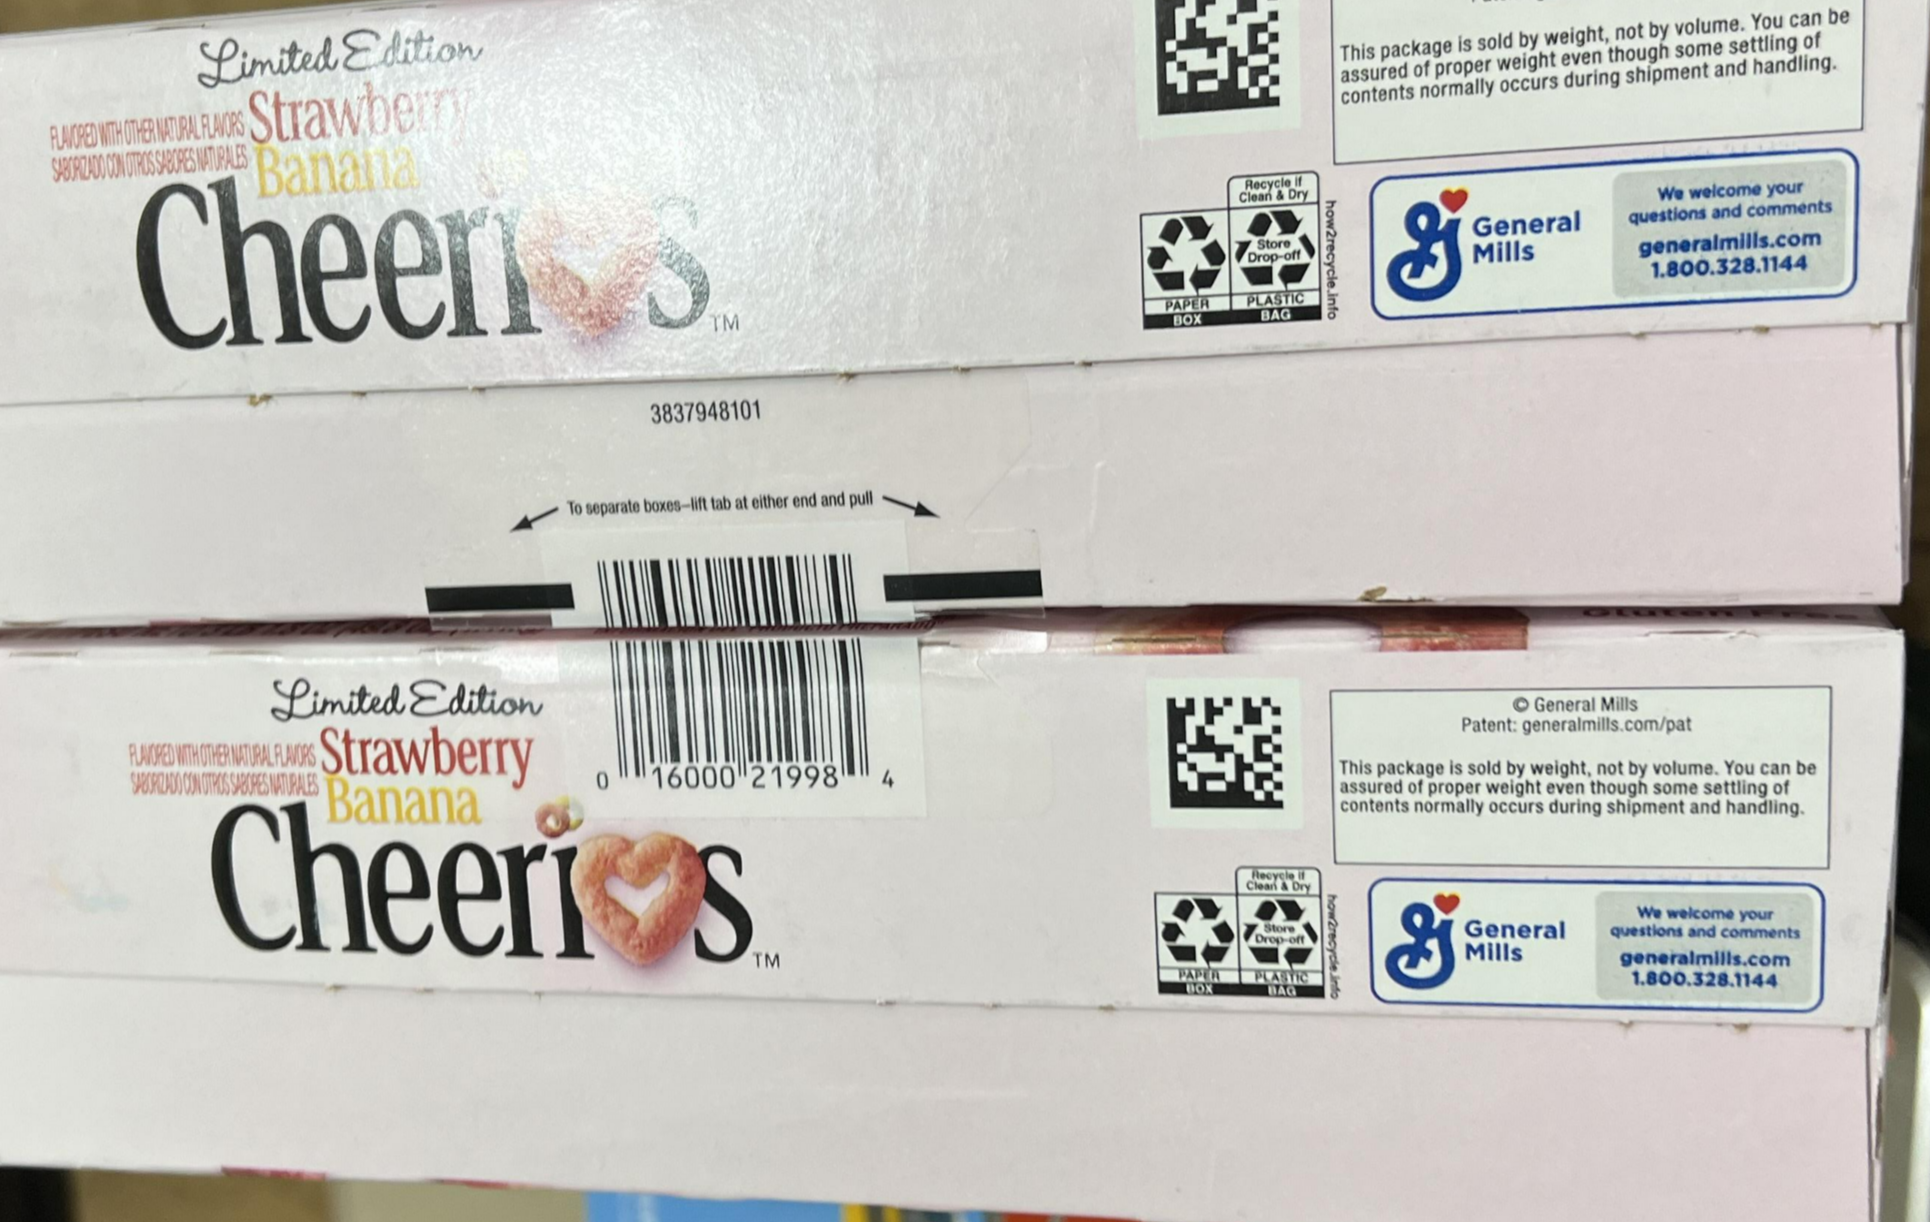 Limited Edition
FLAVORED WITH OTHER NATURAL FLAVORS Strawberry
SABORIZADO CON OTROS SABORES NATURALES Banana
Cheerios™
This package is sold by weight, not by volume. You can be
assured of proper weight even though some settling of
contents normally occurs during shipment and handling.
Recycle if
Clean & Dry
Store
Drop-off
PAPER PLASTIC
BOX BAG
how2recycle.info
General
Mills
We welcome your
questions and comments
generalmills.com
1.800.328.1144
3837948101
To separate boxes–lift tab at either end and pull
Gluten Free
0 16000 21998 4
Limited Edition
FLAVORED WITH OTHER NATURAL FLAVORS Strawberry
SABORIZADO CON OTROS SABORES NATURALES Banana
Cheerios™
© General Mills
Patent: generalmills.com/pat
This package is sold by weight, not by volume. You can be
assured of proper weight even though some settling of
contents normally occurs during shipment and handling.
Recycle if
Clean & Dry
Store
Drop-off
PAPER PLASTIC
BOX BAG
how2recycle.info
General
Mills
We welcome your
questions and comments
generalmills.com
1.800.328.1144